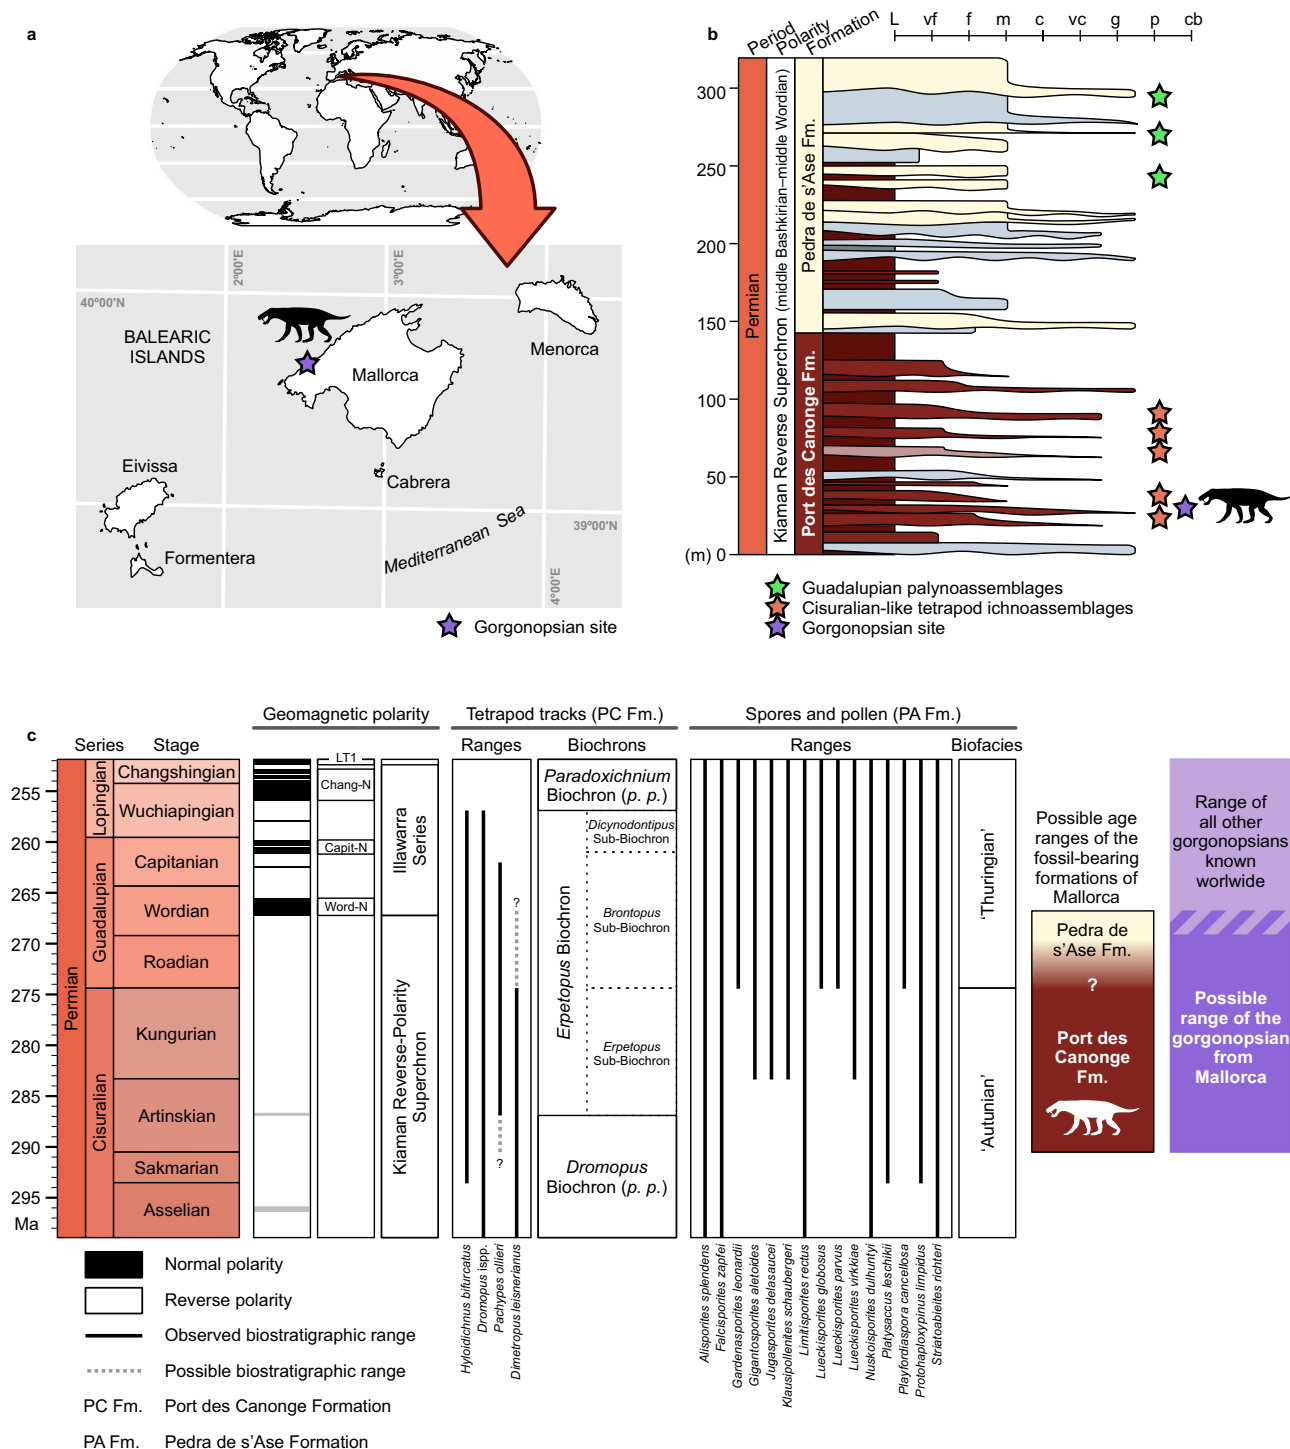 a
2º00'E
3º00'E
40º00'N
BALEARIC
ISLANDS
Menorca
Mallorca
Eivissa
Cabrera
39º00'N
Mediterranean Sea
Formentera
4º00'E
Gorgonopsian site
b
Period
Polarity
Formation
L vf f m c vc g p cb
300
250
200
150
100
50
(m) 0
Permian
Kiaman Reverse Superchron (middle Bashkirian–middle Wordian)
Pedra de s'Ase Fm.
Port des Canonge Fm.
Guadalupian palynoassemblages
Cisuralian-like tetrapod ichnoassemblages
Gorgonopsian site
c
Geomagnetic polarity
Tetrapod tracks (PC Fm.)
Spores and pollen (PA Fm.)
Series
Stage
Ranges
Biochrons
Ranges
Biofacies
255
260
265
270
275
280
285
290
295
Ma
Permian
Lopingian
Guadalupian
Cisuralian
Changshingian
Wuchiapingian
Capitanian
Wordian
Roadian
Kungurian
Artinskian
Sakmarian
Asselian
LT1
Chang-N
Capit-N
Word-N
Illawarra
Series
Kiaman Reverse-Polarity
Superchron
?
?
Paradoxichnium
Biochron (p. p.)
Erpetopus Biochron
Dicynodontipus
Sub-Biochron
Brontopus
Sub-Biochron
Erpetopus
Sub-Biochron
Dromopus
Biochron (p. p.)
'Thuringian'
'Autunian'
Possible age
ranges of the
fossil-bearing
formations of
Mallorca
Pedra de
s'Ase Fm.
?
Port des
Canonge
Fm.
Range of
all other
gorgonopsians
known
worlwide
Possible
range of the
gorgonopsian
from
Mallorca
Hyloidichnus bifurcatus
Dromopus ispp.
Pachypes ollieri
Dimetropus leisnerianus
Alisporites splendens
Falcisporites zapfei
Gardenasporites leonardii
Gigantosporites aletoides
Jugasporites delasaucei
Klausipollenites schaubergeri
Limitisporites rectus
Lueckisporites globosus
Lueckisporites parvus
Lueckisporites virkkiae
Nuskoisporites dulhuntyi
Platysaccus leschikii
Playfordiaspora cancellosa
Protohaploxypinus limpidus
Striatoabieites richteri
Normal polarity
Reverse polarity
Observed biostratigraphic range
Possible biostratigraphic range
PC Fm. Port des Canonge Formation
PA Fm. Pedra de s'Ase Formation